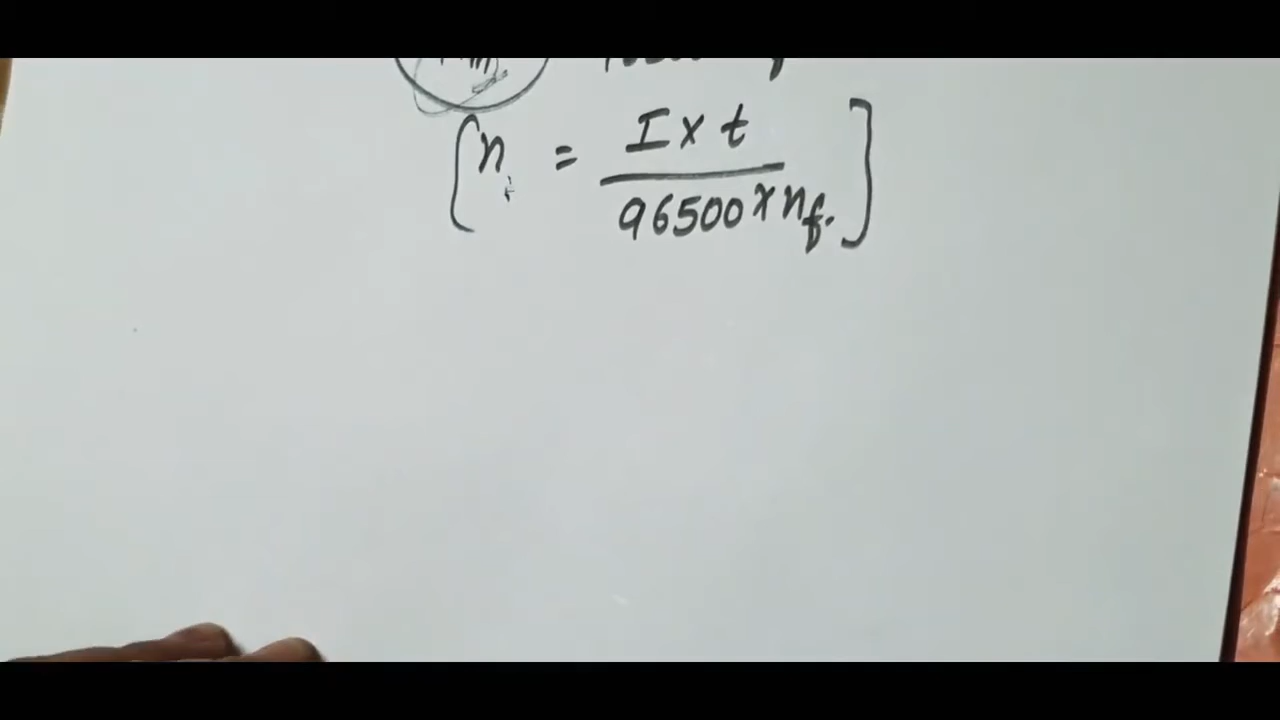 [n = I x t / 96500 x nf.]